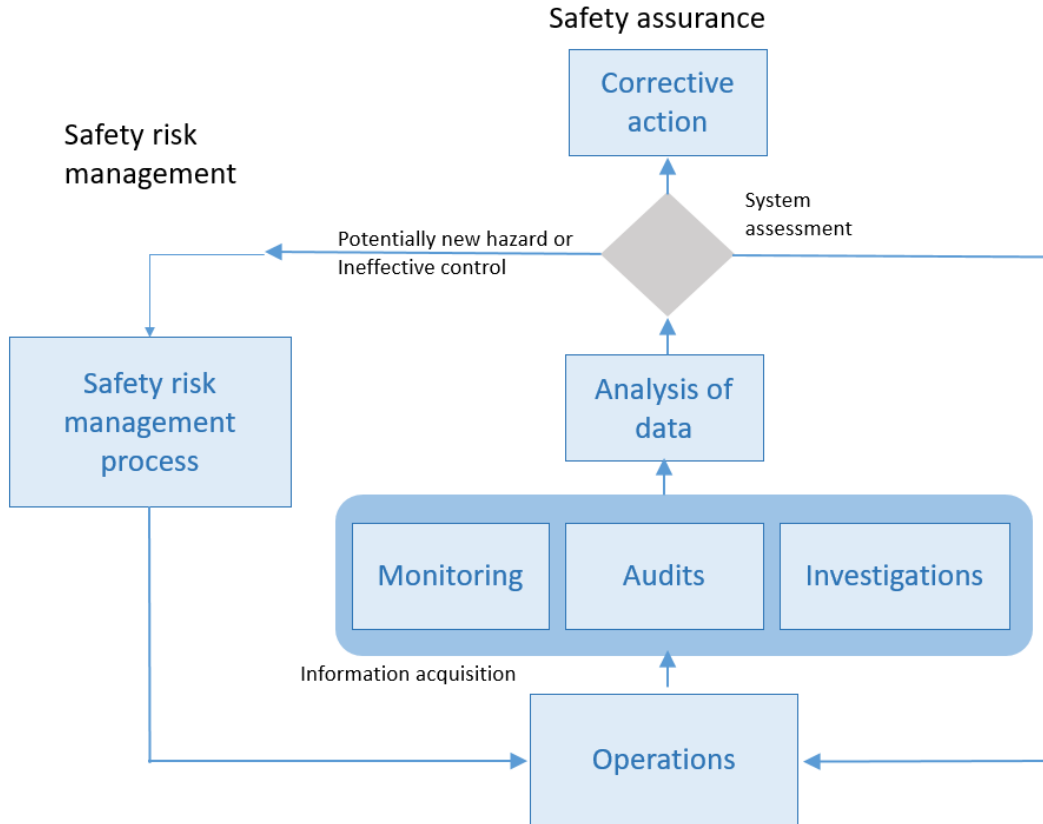 Safety assurance
Corrective
action
Safety risk
management
System
assessment
Potentially new hazard or
Ineffective control
Safety risk
management
process
Analysis of
data
Monitoring
Audits
Investigations
Information acquisition
Operations